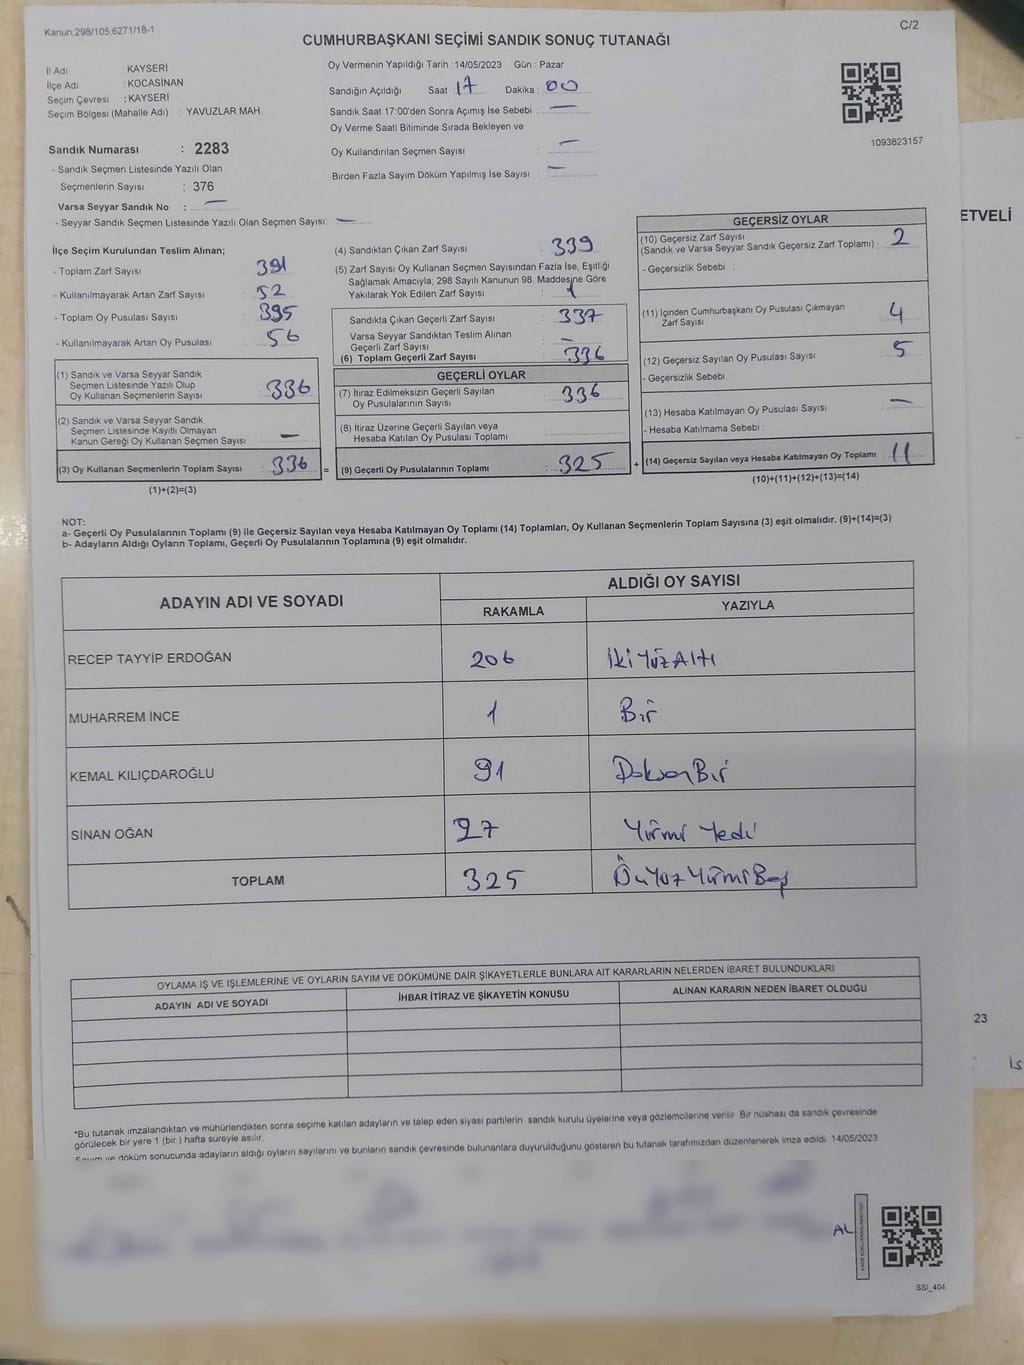 Kanun,298/105,6271/18-1
C/2
CUMHURBAŞKANI SEÇİMİ SANDIK SONUÇ TUTANAĞI
İl Adı : KAYSERİ
İlçe Adı : KOCASİNAN
Seçim Çevresi : KAYSERİ
Seçim Bölgesi (Mahalle Adı) : YAVUZLAR MAH.
Sandık Numarası : 2283
- Sandık Seçmen Listesinde Yazılı Olan
Seçmenlerin Sayısı : 376
Varsa Seyyar Sandık No : —
- Seyyar Sandık Seçmen Listesinde Yazılı Olan Seçmen Sayısı: —
Oy Vermenin Yapıldığı Tarih :14/05/2023 Gün : Pazar
Sandığın Açıldığı Saat : 17 Dakika : 00
Sandık Saat 17:00'den Sonra Açımış İse Sebebi : —
Oy Verme Saati Bitiminde Sırada Bekleyen ve
Oy Kullandırılan Seçmen Sayısı : —
Birden Fazla Sayım Döküm Yapılmış İse Sayısı : —
1093823157
İlçe Seçim Kurulundan Teslim Alınan;
- Toplam Zarf Sayısı : 391
- Kullanılmayarak Artan Zarf Sayısı : 52
- Toplam Oy Pusulası Sayısı : 395
- Kullanılmayarak Artan Oy Pusulası : 56
(1) Sandık ve Varsa Seyyar Sandık
Seçmen Listesinde Yazılı Olup
Oy Kullanan Seçmenlerin Sayısı : 336
(2) Sandık ve Varsa Seyyar Sandık
Seçmen Listesinde Kayıtlı Olmayan
Kanun Gereği Oy Kullanan Seçmen Sayısı : —
(3) Oy Kullanan Seçmenlerin Toplam Sayısı : 336 =
(1)+(2)=(3)
(4) Sandıktan Çıkan Zarf Sayısı : 339
(5) Zarf Sayısı Oy Kullanan Seçmen Sayısından Fazla İse, Eşitliği
Sağlamak Amacıyla; 298 Sayılı Kanunun 98. Maddesine Göre
Yakılarak Yok Edilen Zarf Sayısı : 1
Sandıkta Çıkan Geçerli Zarf Sayısı : 337
Varsa Seyyar Sandıktan Teslim Alınan
Geçerli Zarf Sayısı : —
(6) Toplam Geçerli Zarf Sayısı : 336
GEÇERLİ OYLAR
(7) İtiraz Edilmeksizin Geçerli Sayılan
Oy Pusulalarının Sayısı : 336
(8) İtiraz Üzerine Geçerli Sayılan veya
Hesaba Katılan Oy Pusulası Toplamı :
(9) Geçerli Oy Pusulalarının Toplamı : 325 +
GEÇERSİZ OYLAR
(10) Geçersiz Zarf Sayısı
(Sandık ve Varsa Seyyar Sandık Geçersiz Zarf Toplamı) : 2
- Geçersizlik Sebebi :
(11) İçinden Cumhurbaşkanı Oy Pusulası Çıkmayan
Zarf Sayısı : 4
(12) Geçersiz Sayılan Oy Pusulası Sayısı : 5
- Geçersizlik Sebebi :
(13) Hesaba Katılmayan Oy Pusulası Sayısı : —
- Hesaba Katılmama Sebebi :
(14) Geçersiz Sayılan veya Hesaba Katılmayan Oy Toplamı : 11
(10)+(11)+(12)+(13)=(14)
NOT:
a- Geçerli Oy Pusulalarının Toplamı (9) ile Geçersiz Sayılan veya Hesaba Katılmayan Oy Toplamı (14) Toplamları, Oy Kullanan Seçmenlerin Toplam Sayısına (3) eşit olmalıdır. (9)+(14)=(3)
b- Adayların Aldığı Oyların Toplamı, Geçerli Oy Pusulalarının Toplamına (9) eşit olmalıdır.
ADAYIN ADI VE SOYADI
ALDIĞI OY SAYISI
RAKAMLA YAZIYLA
RECEP TAYYİP ERDOĞAN 206 İki Yüz Altı
MUHARREM İNCE 1 Bir
KEMAL KILIÇDAROĞLU 91 Doksan Bir
SİNAN OĞAN 27 Yirmi Yedi
TOPLAM 325 Üç Yüz Yirmi Beş
OYLAMA İŞ VE İŞLEMLERİNE VE OYLARIN SAYIM VE DÖKÜMÜNE DAİR ŞİKAYETLERLE BUNLARA AİT KARARLARIN NELERDEN İBARET BULUNDUKLARI
ADAYIN ADI VE SOYADI İHBAR İTİRAZ VE ŞİKAYETİN KONUSU ALINAN KARARIN NEDEN İBARET OLDUĞU
*Bu tutanak imzalandıktan ve mühürlendikten sonra seçime katılan adayların ve talep eden siyasi partilerin sandık kurulu üyelerine veya gözlemcilerine verilir. Bir nüshası da sandık çevresinde
görülecek bir yere 1 (bir ) hafta süreyle asılır.
Sayım ve döküm sonucunda adayların aldığı oyların sayılarını ve bunların sandık çevresinde bulunanlara duyurulduğunu gösteren bu tutanak tarafımızdan düzenlenerek imza edildi. 14/05/2023
AL
SSI_404
ETVELİ
23